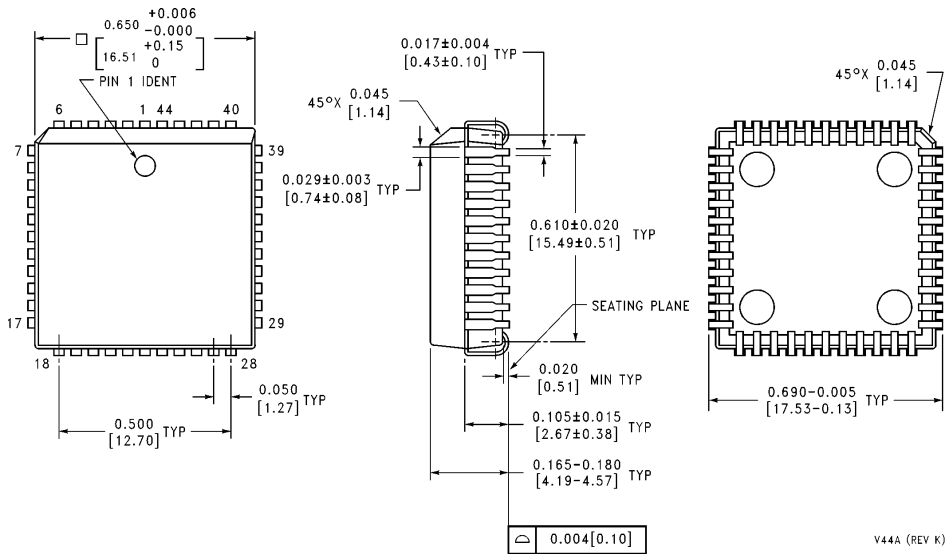 0.650 +0.006 -0.000
[16.51 +0.15 0]
PIN 1 IDENT
6 1 44 40
7 39
17 29
18 28
0.050 [1.27] TYP
0.500 [12.70] TYP
0.017±0.004 [0.43±0.10] TYP
45°X 0.045 [1.14]
0.029±0.003 [0.74±0.08] TYP
0.610±0.020 [15.49±0.51] TYP
SEATING PLANE
0.020 [0.51] MIN TYP
0.105±0.015 [2.67±0.38] TYP
0.165-0.180 [4.19-4.57] TYP
0.004[0.10]
45°X 0.045 [1.14]
0.690-0.005 [17.53-0.13] TYP
V44A (REV K)